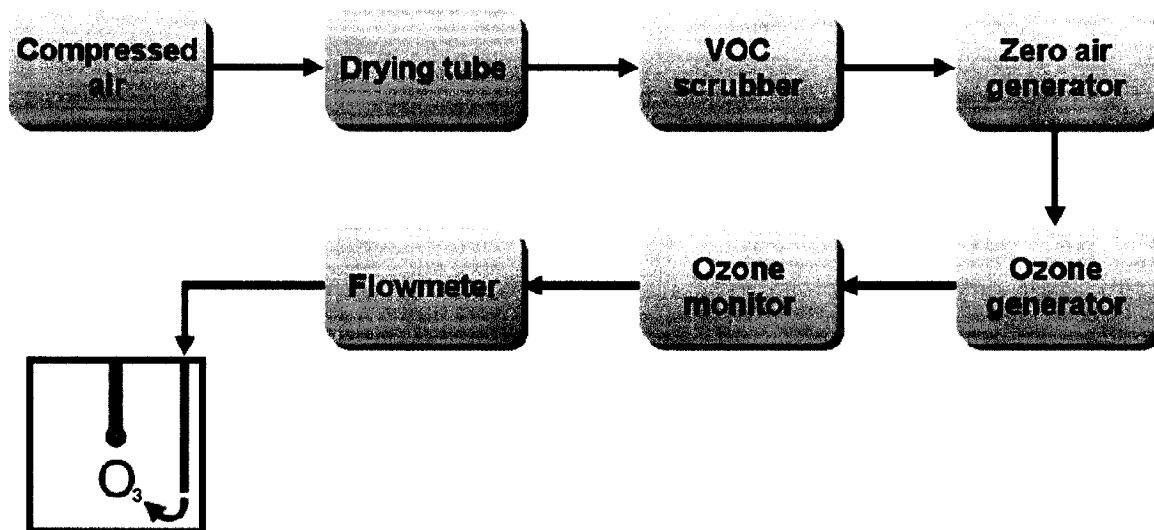 Compressed
air
Drying tube
VOC
scrubber
Zero air
generator
Flowmeter
Ozone
monitor
Ozone
generator
O₃